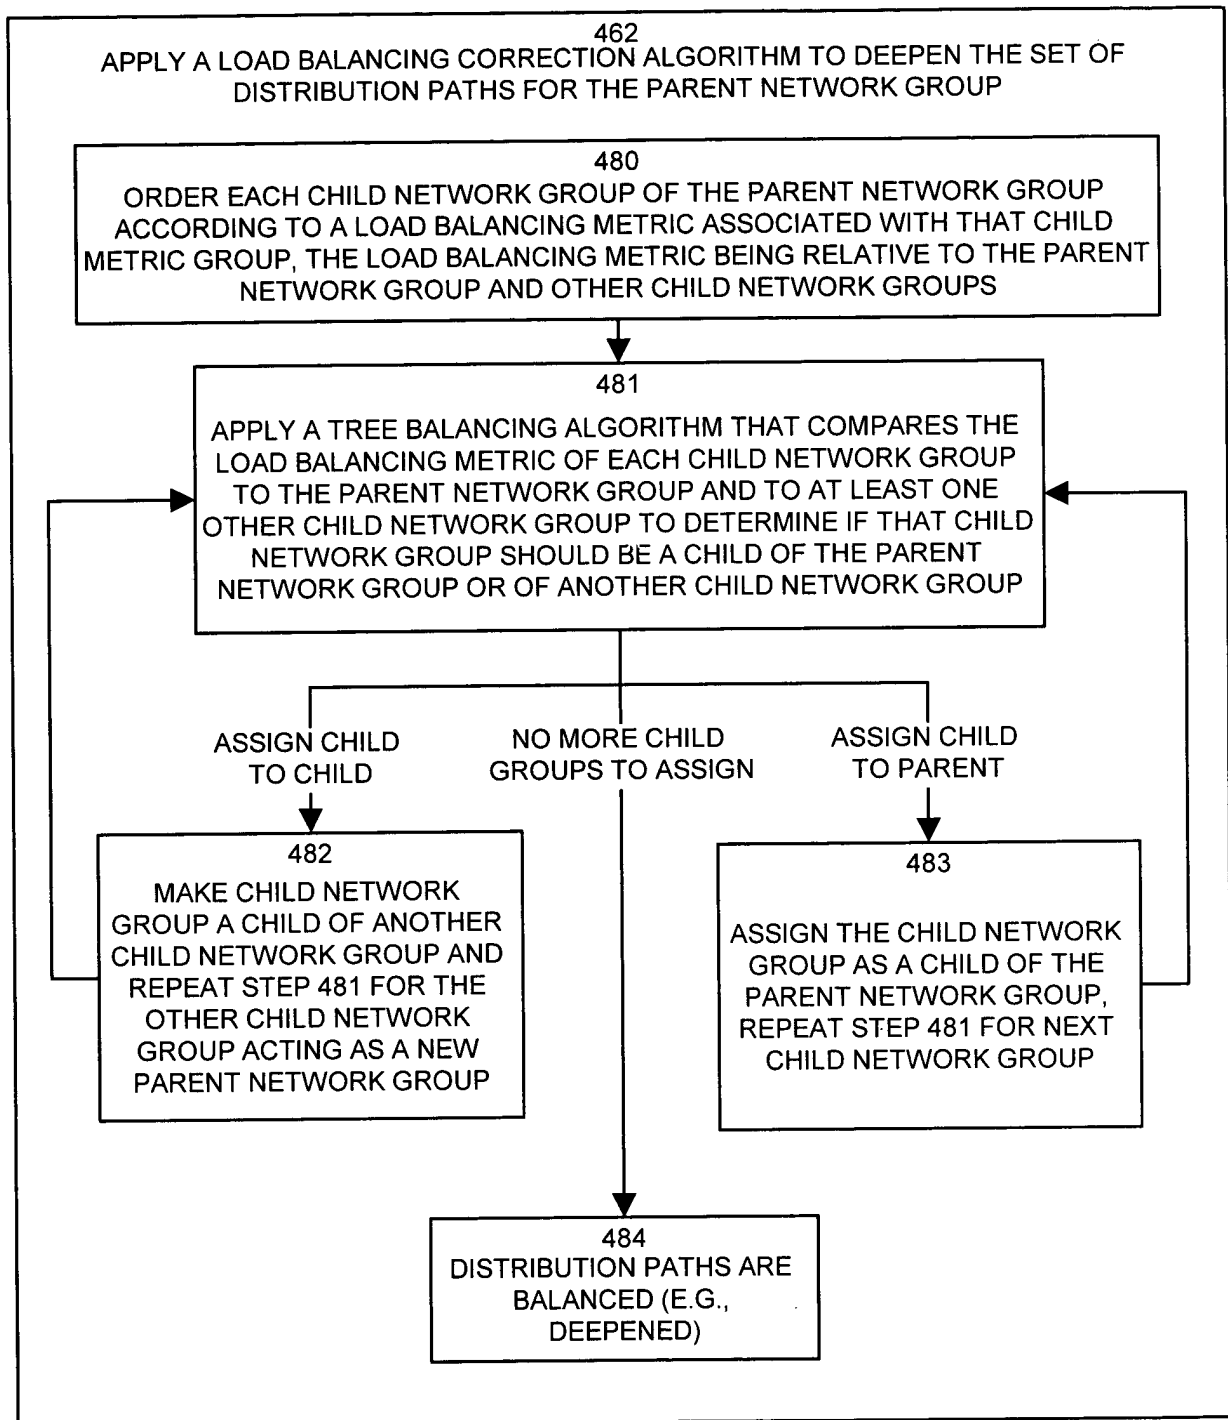 462
APPLY A LOAD BALANCING CORRECTION ALGORITHM TO DEEPEN THE SET OF
DISTRIBUTION PATHS FOR THE PARENT NETWORK GROUP
480
ORDER EACH CHILD NETWORK GROUP OF THE PARENT NETWORK GROUP
ACCORDING TO A LOAD BALANCING METRIC ASSOCIATED WITH THAT CHILD
METRIC GROUP, THE LOAD BALANCING METRIC BEING RELATIVE TO THE PARENT
NETWORK GROUP AND OTHER CHILD NETWORK GROUPS
481
APPLY A TREE BALANCING ALGORITHM THAT COMPARES THE
LOAD BALANCING METRIC OF EACH CHILD NETWORK GROUP
TO THE PARENT NETWORK GROUP AND TO AT LEAST ONE
OTHER CHILD NETWORK GROUP TO DETERMINE IF THAT CHILD
NETWORK GROUP SHOULD BE A CHILD OF THE PARENT
NETWORK GROUP OR OF ANOTHER CHILD NETWORK GROUP
ASSIGN CHILD
TO CHILD
NO MORE CHILD
GROUPS TO ASSIGN
ASSIGN CHILD
TO PARENT
482
MAKE CHILD NETWORK
GROUP A CHILD OF ANOTHER
CHILD NETWORK GROUP AND
REPEAT STEP 481 FOR THE
OTHER CHILD NETWORK
GROUP ACTING AS A NEW
PARENT NETWORK GROUP
483
ASSIGN THE CHILD NETWORK
GROUP AS A CHILD OF THE
PARENT NETWORK GROUP,
REPEAT STEP 481 FOR NEXT
CHILD NETWORK GROUP
484
DISTRIBUTION PATHS ARE
BALANCED (E.G.,
DEEPENED)